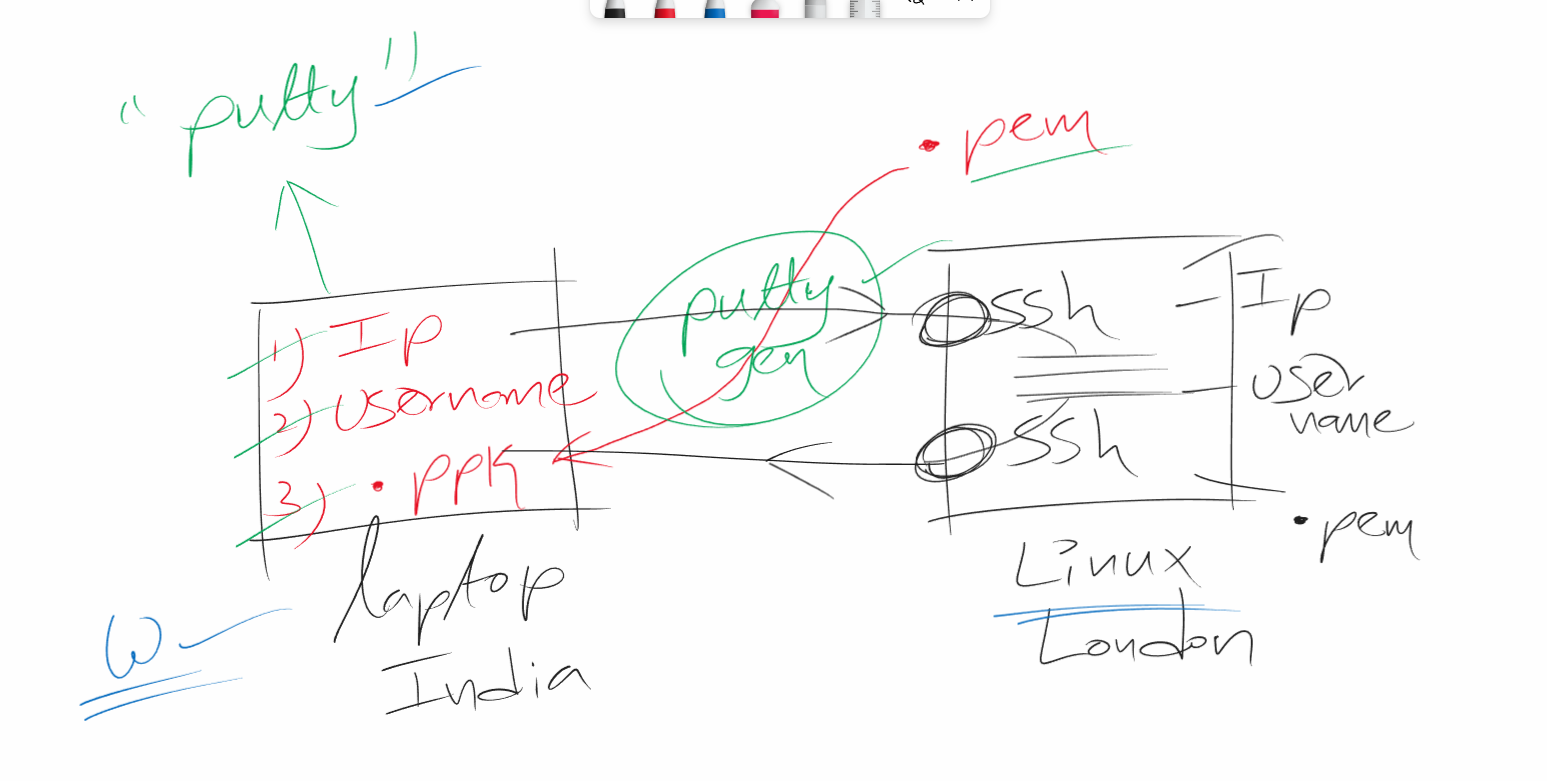 "putty"
.pem
putty
gen
1) Ip
2) Username
3) .ppk
ssh
ssh
Ip
user
name
.pem
laptop
India
Linux
London
W